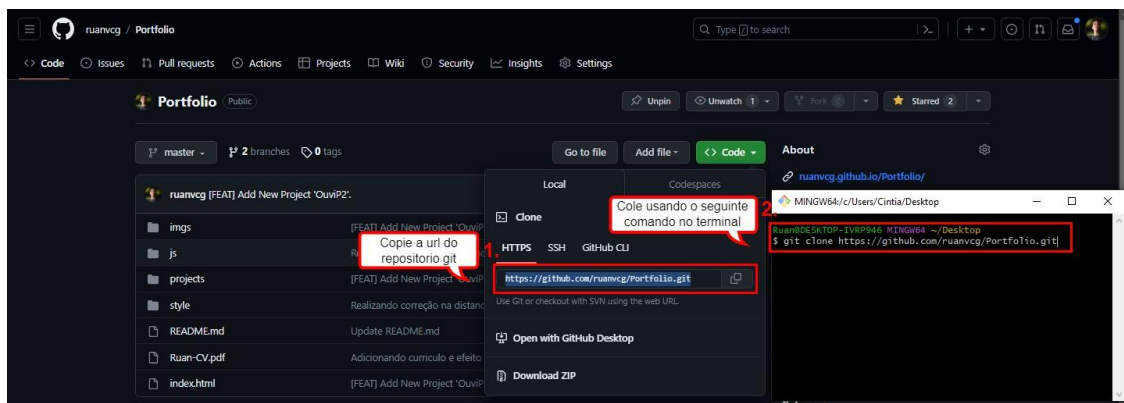 ruanvcg / Portfolio
Type / to search
Code Issues Pull requests Actions Projects Wiki Security Insights Settings
Portfolio Public
Unpin Unwatch 1 Fork Starred 2
master 2 branches 0 tags
Go to file Add file Code
About
ruanvcg.github.io/Portfolio/
ruanvcg [FEAT] Add New Project 'OuviP2'.
imgs [FEAT] Add New Project 'OuviP
js
projects [FEAT] Add New Project 'OuviP
style Realizando correção na distanc
README.md Update README.md
Ruan-CV.pdf Adicionando curriculo e efeito
index.html [FEAT] Add New Project 'OuviP
Local Codespaces
Clone
HTTPS SSH GitHub CLI
https://github.com/ruanvcg/Portfolio.git
Use Git or checkout with SVN using the web URL.
Open with GitHub Desktop
Download ZIP
1.
Copie a url do
repositorio git
2.
Cole usando o seguinte
comando no terminal
MINGW64:/c/Users/Cintia/Desktop
Ruan@DESKTOP-IVRP946 MINGW64 ~/Desktop
$ git clone https://github.com/ruanvcg/Portfolio.git